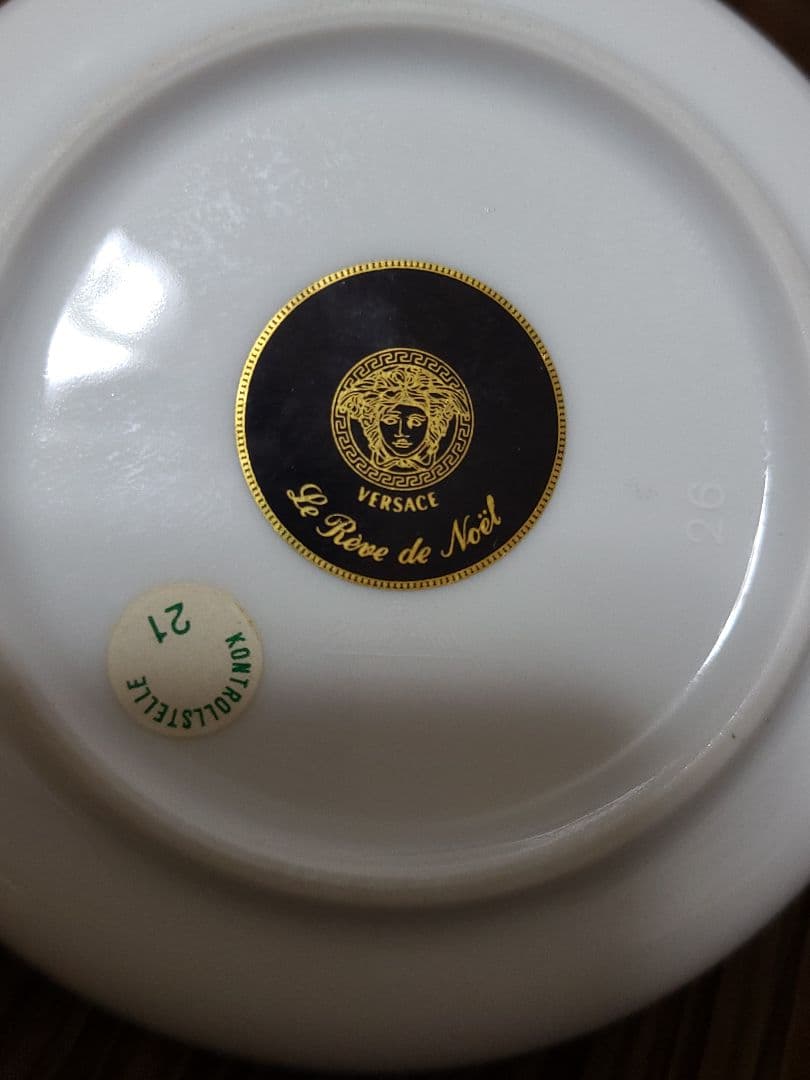 VERSACE
Le Rêve de Noël
21
KONTROLLSTELLE
26